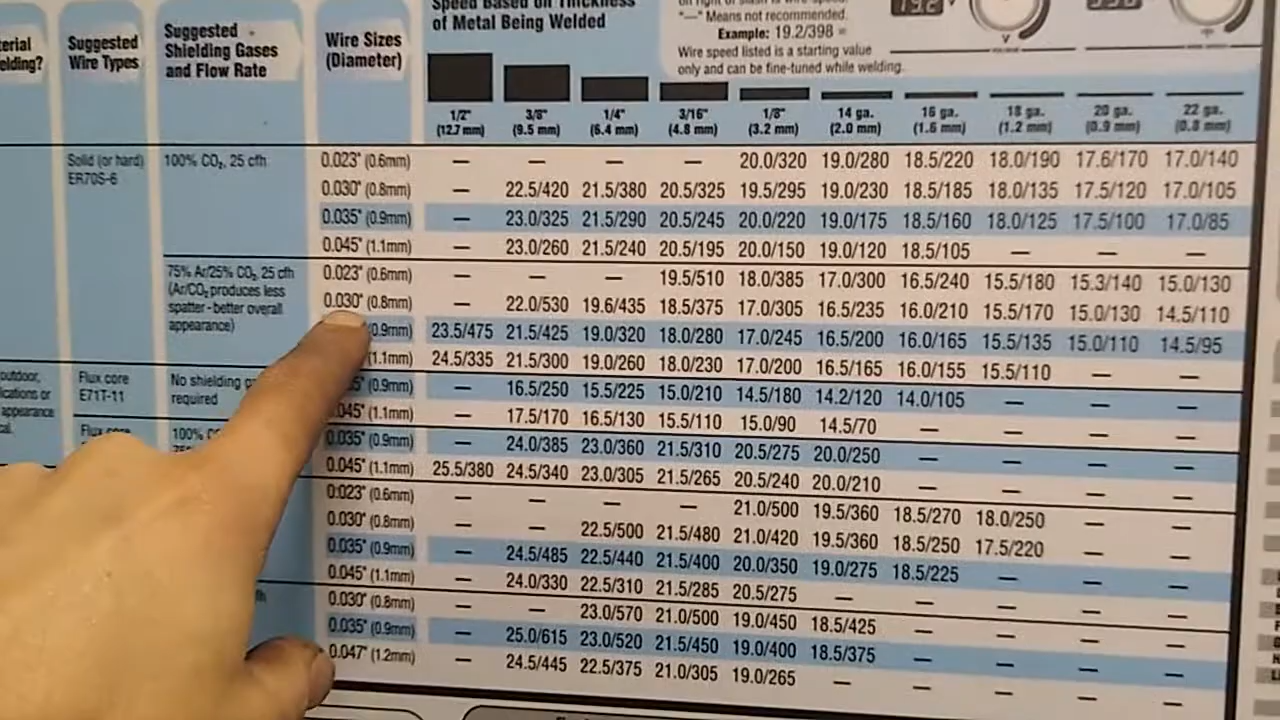 Speed Based on Thickness
of Metal Being Welded
"—" Means not recommended.
Example: 19.2/398 =
Wire speed listed is a starting value
only and can be fine-tuned while welding.
V
Suggested
Wire Types
Suggested
Shielding Gases
and Flow Rate
Wire Sizes
(Diameter)
1/2" 3/8" 1/4" 3/16" 1/8" 14 ga. 16 ga. 18 ga. 20 ga. 22 ga.
(12.7 mm) (9.5 mm) (6.4 mm) (4.8 mm) (3.2 mm) (2.0 mm) (1.6 mm) (1.2 mm) (0.9 mm) (0.8 mm)
Solid (or hard)
ER70S-6
100% CO₂, 25 cfh
0.023" (0.6mm) — — — — 20.0/320 19.0/280 18.5/220 18.0/190 17.6/170 17.0/140
0.030" (0.8mm) — 22.5/420 21.5/380 20.5/325 19.5/295 19.0/230 18.5/185 18.0/135 17.5/120 17.0/105
0.035" (0.9mm) — 23.0/325 21.5/290 20.5/245 20.0/220 19.0/175 18.5/160 18.0/125 17.5/100 17.0/85
0.045" (1.1mm) — 23.0/260 21.5/240 20.5/195 20.0/150 19.0/120 18.5/105 — — —
75% Ar/25% CO₂, 25 cfh
(Ar/CO₂ produces less
spatter - better overall
appearance)
0.023" (0.6mm) — — — 19.5/510 18.0/385 17.0/300 16.5/240 15.5/180 15.3/140 15.0/130
0.030" (0.8mm) — 22.0/530 19.6/435 18.5/375 17.0/305 16.5/235 16.0/210 15.5/170 15.0/130 14.5/110
(0.9mm) 23.5/475 21.5/425 19.0/320 18.0/280 17.0/245 16.5/200 16.0/165 15.5/135 15.0/110 14.5/95
(1.1mm) 24.5/335 21.5/300 19.0/260 18.0/230 17.0/200 16.5/165 16.0/155 15.5/110 — —
Flux core
E71T-11
No shielding
required
(0.9mm) — 16.5/250 15.5/225 15.0/210 14.5/180 14.2/120 14.0/105 — — —
.045" (1.1mm) — 17.5/170 16.5/130 15.5/110 15.0/90 14.5/70 — — — —
Flux core
100%
0.035" (0.9mm) — 24.0/385 23.0/360 21.5/310 20.5/275 20.0/250 — — — —
0.045" (1.1mm) 25.5/380 24.5/340 23.0/305 21.5/265 20.5/240 20.0/210 — — — —
0.023" (0.6mm) — — — — 21.0/500 19.5/360 18.5/270 18.0/250 — —
0.030" (0.8mm) — — 22.5/500 21.5/480 21.0/420 19.5/360 18.5/250 17.5/220 — —
0.035" (0.9mm) — 24.5/485 22.5/440 21.5/400 20.0/350 19.0/275 18.5/225 — — —
0.045" (1.1mm) — 24.0/330 22.5/310 21.5/285 20.5/275 — — — — —
0.030" (0.8mm) — — 23.0/570 21.0/500 19.0/450 18.5/425 — — — —
0.035" (0.9mm) — 25.0/615 23.0/520 21.5/450 19.0/400 18.5/375 — — — —
0.047" (1.2mm) — 24.5/445 22.5/375 21.0/305 19.0/265 — — — — —